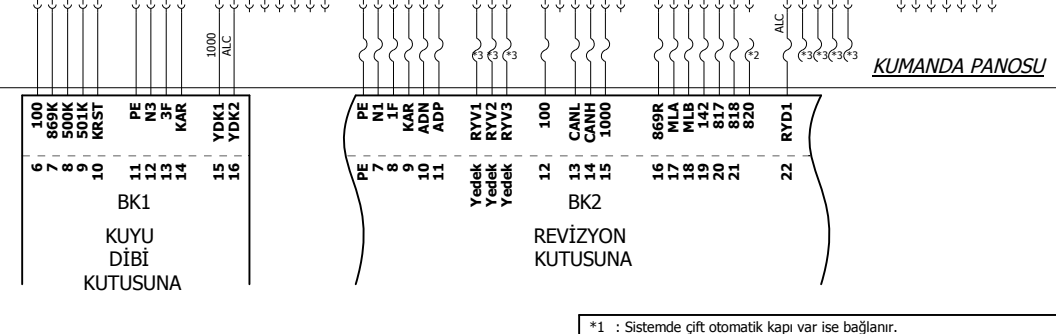 1000
ALC
*3 *3 *3
*2
ALC
*3 *3 *3 *3
KUMANDA PANOSU
100 869K 500K 501K KRST PE N3 3F KAR YDK1 YDK2
6 7 8 9 10 11 12 13 14 15 16
BK1
KUYU
DİBİ
KUTUSUNA
PE N1 1F KAR ADN ADP RYV1 RYV2 RYV3 100 CANL CANH 1000 869R MLA MLB 142 817 818 820 RYD1
PE 7 8 9 10 11 Yedek Yedek Yedek 12 13 14 15 16 17 18 19 20 21 22
BK2
REVİZYON
KUTUSUNA
*1 : Sistemde çift otomatik kapı var ise bağlanır.